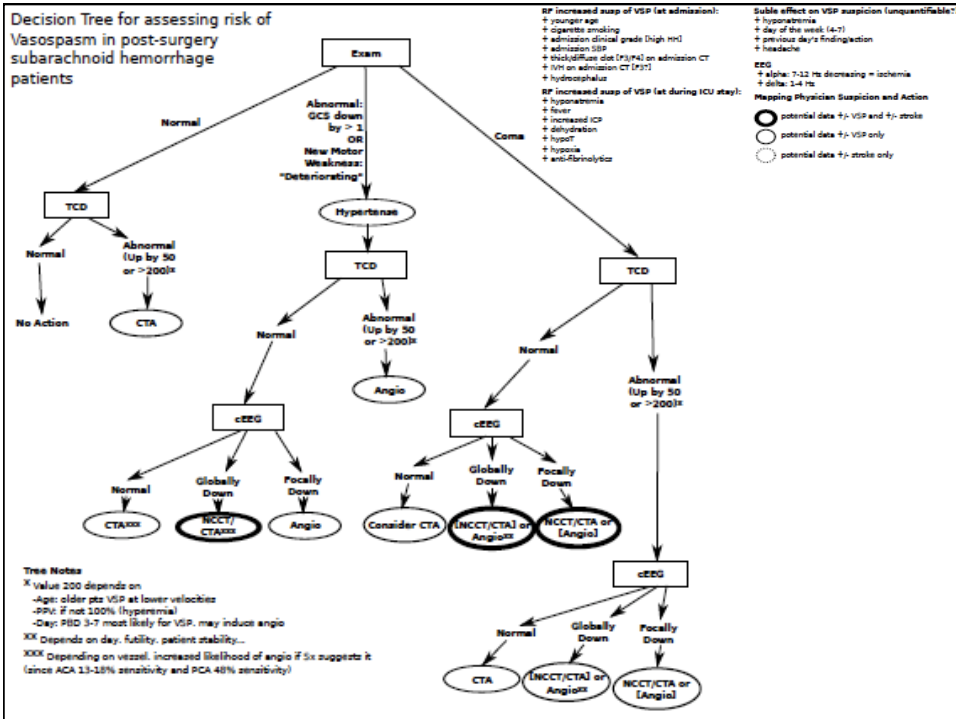 Decision Tree for assessing risk of
Vasospasm in post-surgery
subarachnoid hemorrhage
patients
RF increased susp of VSP (at admission):
+ younger age
+ cigarette smoking
+ admission clinical grade [high HH]
+ admission SBP
+ thick/diffuse clot [F3/F4] on admission CT
+ IVH on admission CT [F3?]
+ hydrocephalus
RF increased susp of VSP (at during ICU stay):
+ hyponatremia
+ fever
+ increased ICP
+ dehydration
+ hypoT
+ hypoxia
+ anti-fibrinolytics
Suble effect on VSP suspicion (unquantifiable?
+ hyponatremia
+ day of the week (4-7)
+ previous day's finding/action
+ headache
EEG
+ alpha: 7-12 Hz decreasing = ischemia
+ delta: 1-4 Hz
Mapping Physician Suspicion and Action
potential data +/- VSP and +/- stroke
potential data +/- VSP only
potential data +/- stroke only
Exam
Normal
Abnormal:
GCS down
by > 1
OR
New Motor
Weakness:
"Deteriorating"
Coma
TCD
Normal
Abnormal
(Up by 50
or >200)x
No Action
CTA
Hypertense
TCD
Normal
Abnormal
(Up by 50
or >200)x
Angio
cEEG
Normal
Globally
Down
Focally
Down
CTAxxx
NCCT/
CTAxxx
Angio
TCD
Normal
Abnormal
(Up by 50
or >200)x
cEEG
Normal
Globally
Down
Focally
Down
Consider CTA
[NCCT/CTA] or
Angioxx
NCCT/CTA or
[Angio]
cEEG
Normal
Globally
Down
Focally
Down
CTA
[NCCT/CTA] or
Angioxx
NCCT/CTA or
[Angio]
Tree Notes
X Value 200 depends on
-Age: older pts VSP at lower velocities
-PPV: if not 100% (hyperemia)
-Day: PBD 3-7 most likely for VSP, may induce angio
XX Depends on day, futility, patient stability...
XXX Depending on vessel, increased likelihood of angio if Sx suggests it
(since ACA 13-18% sensitivity and PCA 48% sensitivity)